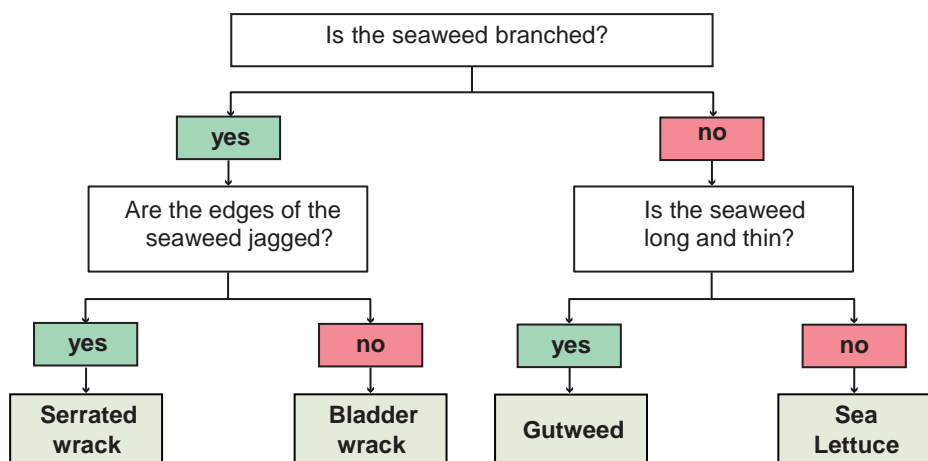 Is the seaweed branched?
yes
no
Are the edges of the
seaweed jagged?
Is the seaweed
long and thin?
yes
no
yes
no
Serrated
wrack
Bladder
wrack
Gutweed
Sea
Lettuce